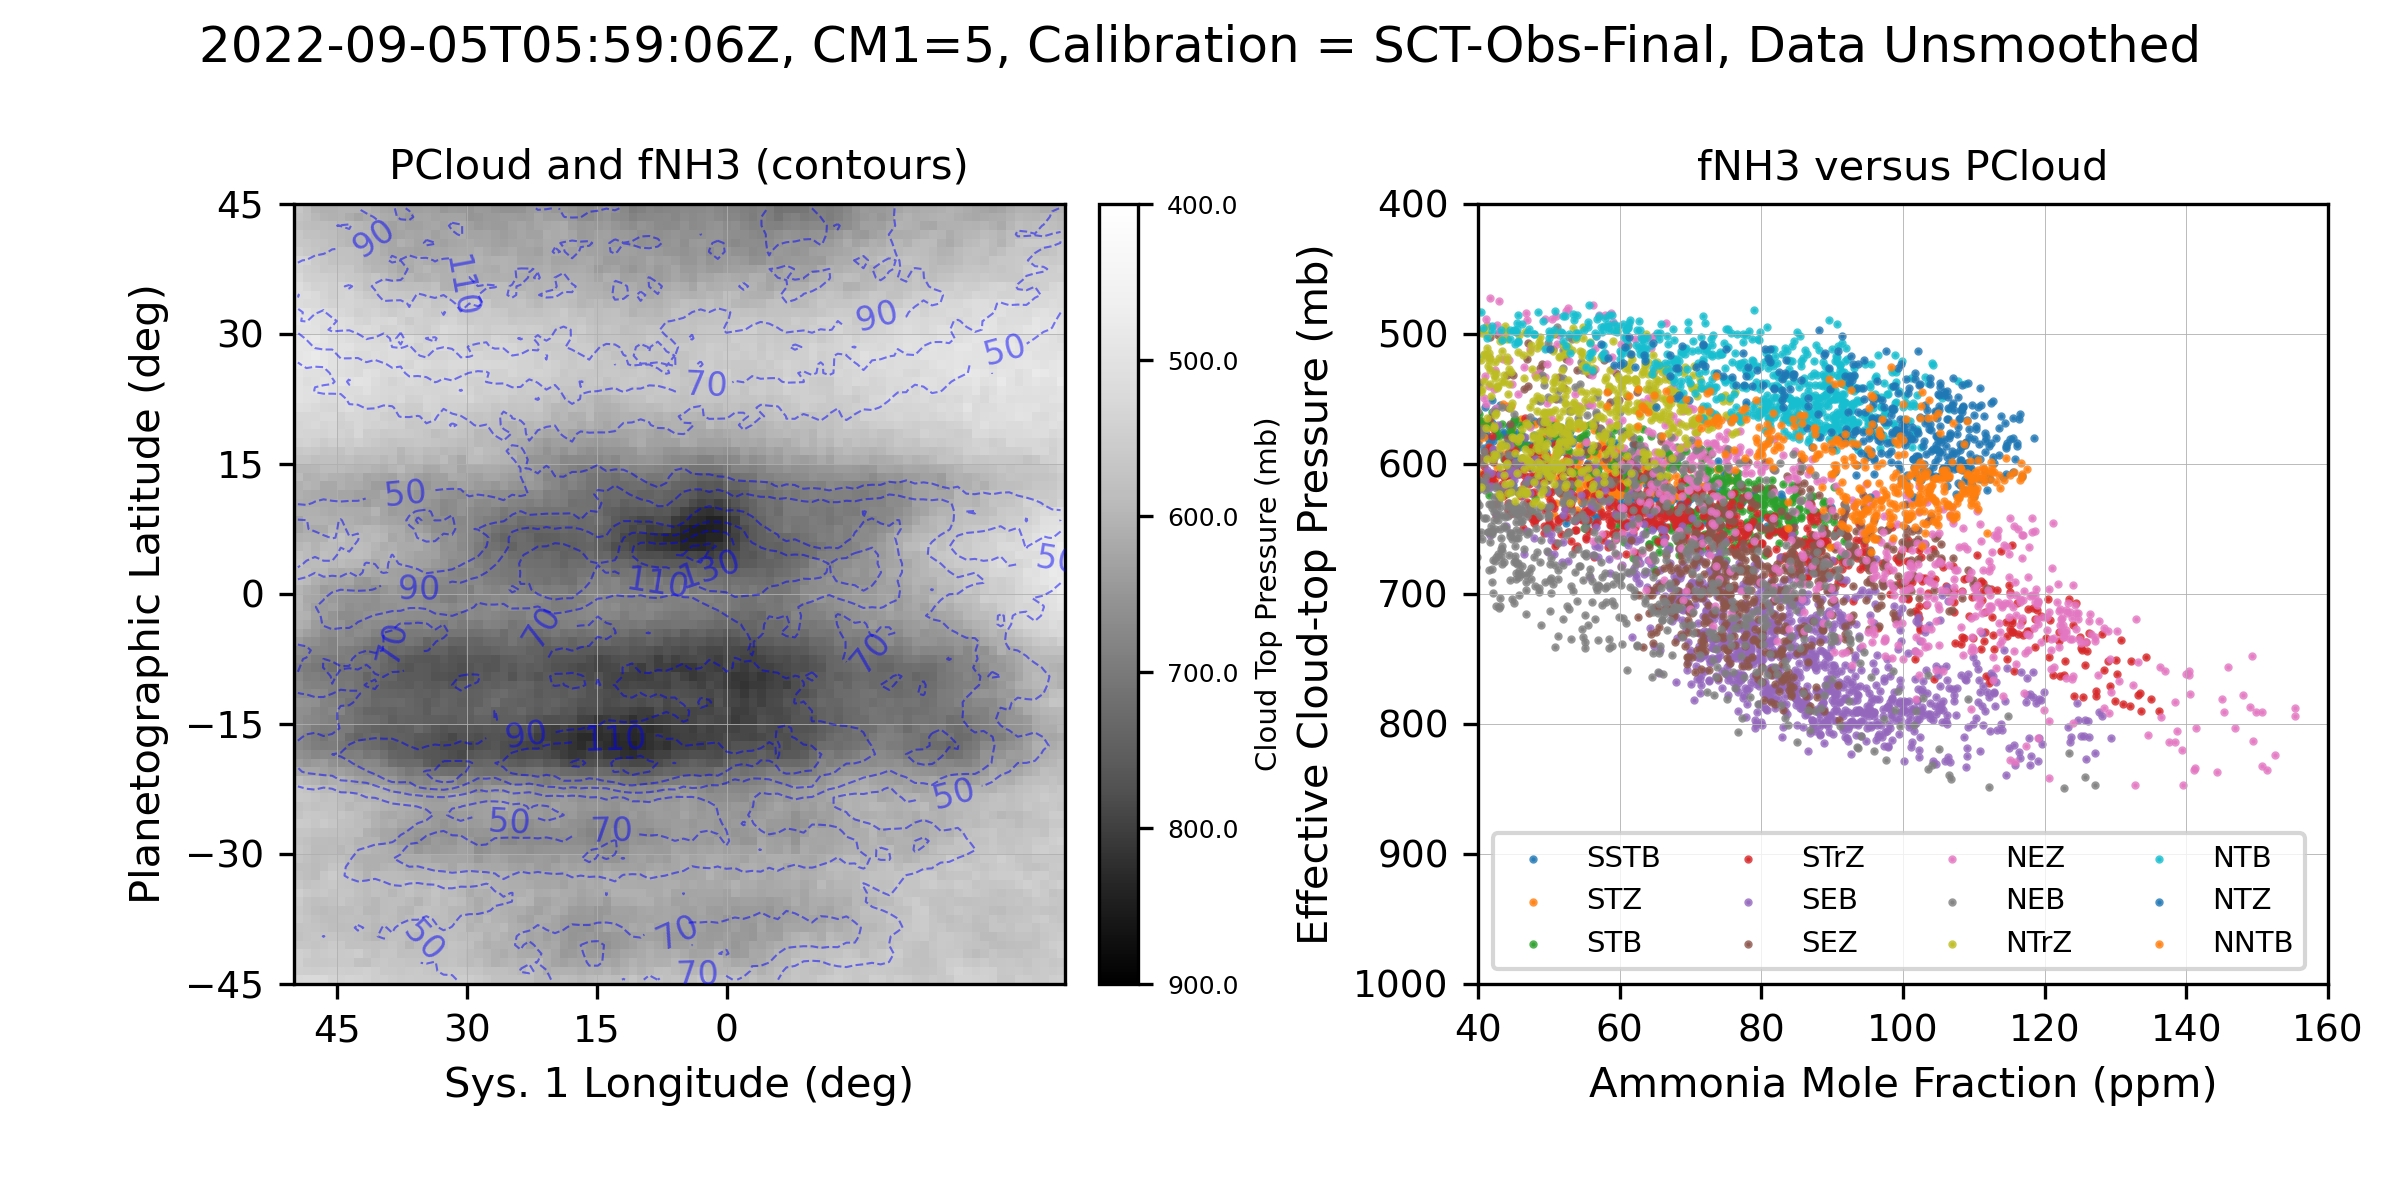 2022-09-05T05:59:06Z, CM1=5, Calibration = SCT-Obs-Final, Data Unsmoothed
PCloud and fNH3 (contours)
Planetographic Latitude (deg)
45
30
15
0
−15
−30
−45
90
110
90
50
70
50
50
90
110
130
70
70
70
90
110
50
50
70
50
70
70
45
30
15
0
Sys. 1 Longitude (deg)
400.0
500.0
600.0
700.0
800.0
900.0
Cloud Top Pressure (mb)
fNH3 versus PCloud
Effective Cloud-top Pressure (mb)
400
500
600
700
800
900
1000
SSTB
STZ
STB
STrZ
SEB
SEZ
NEZ
NEB
NTrZ
NTB
NTZ
NNTB
40
60
80
100
120
140
160
Ammonia Mole Fraction (ppm)